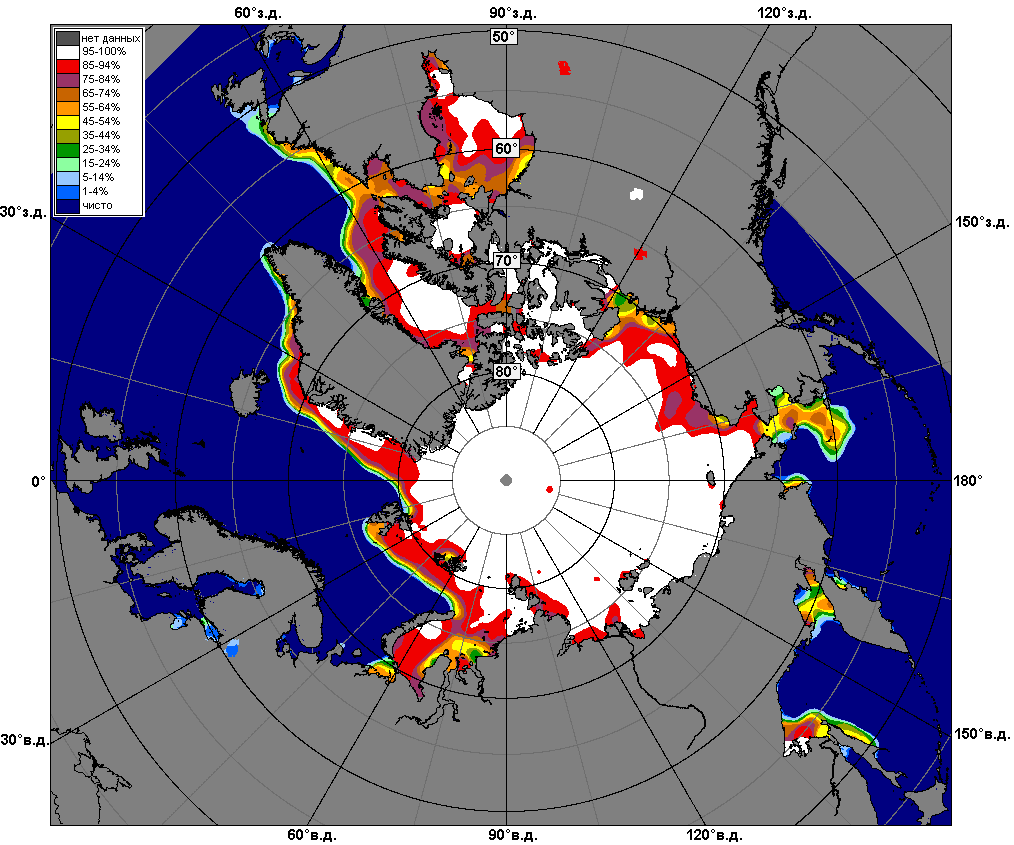 60°з.д.
90°з.д.
120°з.д.
нет данных
95-100%
85-94%
75-84%
65-74%
55-64%
45-54%
35-44%
25-34%
15-24%
5-14%
1-4%
чисто
50°
60°
30°з.д.
150°з.д.
70°
80°
0°
180°
30°в.д.
150°в.д.
60°в.д.
90°в.д.
120°в.д.